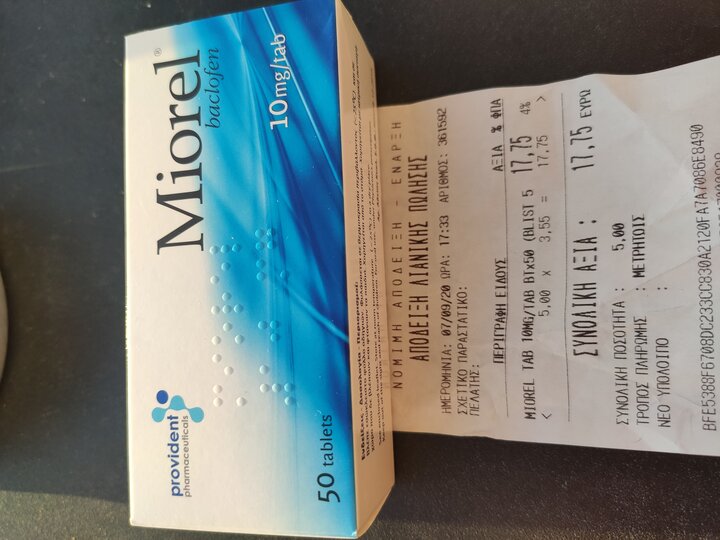 Miorel®
baclofen
10mg/tab
provident
pharmaceuticals
50 tablets
ΝΟΜΙΜΗ ΑΠΟΔΕΙΞΗ - ΕΝΑΡΞΗ
ΑΠΟΔΕΙΞΗ ΛΙΑΝΙΚΗΣ ΠΩΛΗΣΗΣ
ΗΜΕΡΟΜΗΝΙΑ: 07/09/20 ΩΡΑ: 17:33 ΑΡΙΘΜΟΣ: 361592
ΣΧΕΤΙΚΟ ΠΑΡΑΣΤΑΤΙΚΟ:
ΠΕΛΑΤΗΣ:
ΠΕΡΙΓΡΑΦΗ ΕΙΔΟΥΣ ΑΞΙΑ % ΦΠΑ
MIOREL TAB 10MG/TAB BTx50 (BLIST 5 17,75 4%
< 5,00 x 3,55 = 17,75 >
ΣΥΝΟΛΙΚΗ ΑΞΙΑ : 17,75 ΕΥΡΩ
ΣΥΝΟΛΙΚΗ ΠΟΣΟΤΗΤΑ : 5,00
ΤΡΟΠΟΣ ΠΛΗΡΩΜΗΣ : ΜΕΤΡΗΤΟΙΣ
ΝΕΟ ΥΠΟΛΟΙΠΟ :
BFE5388F6708DC233CC830A2120FA7A7086E8490